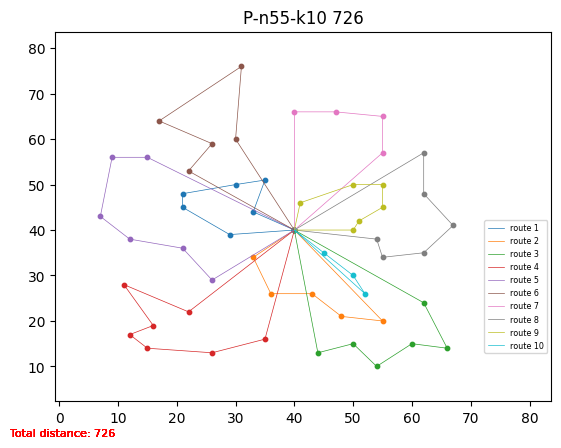 P-n55-k10 726
80
70
60
50
40
30
20
10
0
10
20
30
40
50
60
70
80
route 1
route 2
route 3
route 4
route 5
route 6
route 7
route 8
route 9
route 10
Total distance: 726